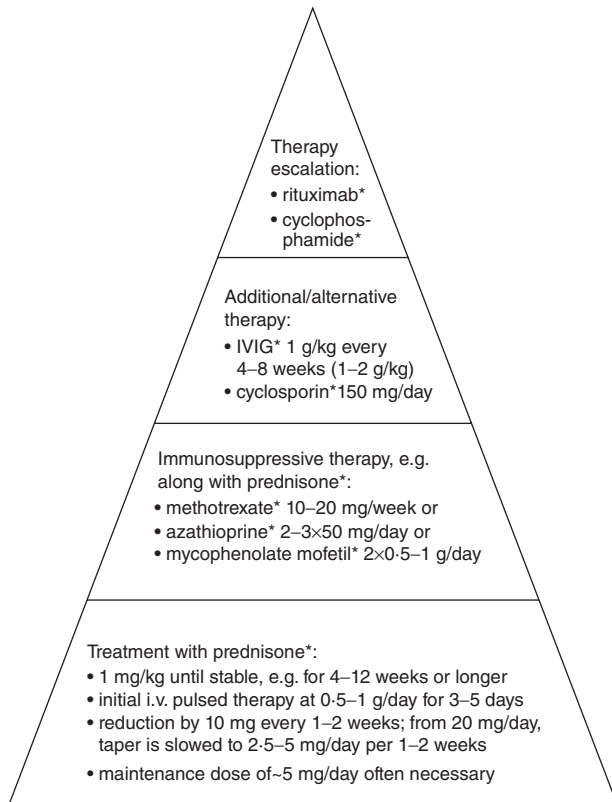 Therapy
escalation:
• rituximab*
• cyclophos-
phamide*
Additional/alternative
therapy:
• IVIG* 1 g/kg every
4–8 weeks (1–2 g/kg)
• cyclosporin*150 mg/day
Immunosuppressive therapy, e.g.
along with prednisone*:
• methotrexate* 10–20 mg/week or
• azathioprine* 2–3×50 mg/day or
• mycophenolate mofetil* 2×0·5–1 g/day
Treatment with prednisone*:
• 1 mg/kg until stable, e.g. for 4–12 weeks or longer
• initial i.v. pulsed therapy at 0·5–1 g/day for 3–5 days
• reduction by 10 mg every 1–2 weeks; from 20 mg/day,
taper is slowed to 2·5–5 mg/day per 1–2 weeks
• maintenance dose of~5 mg/day often necessary